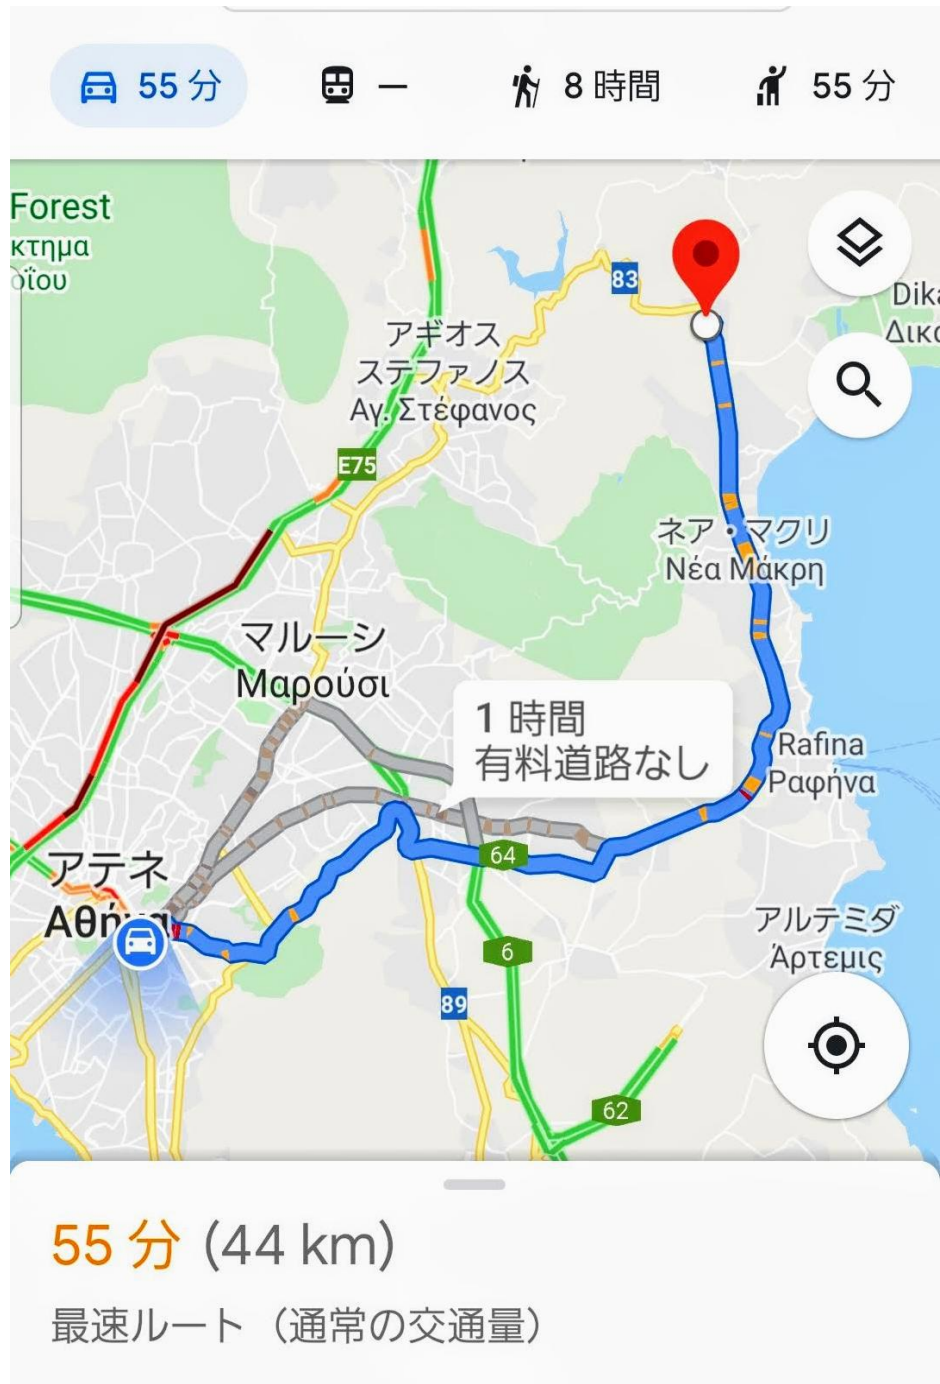 55 分
—
8 時間
55 分
Forest
κτημα
οΐου
83
Δικ
アギオス
ステファノス
Αγ. Στέφανος
E75
ネア・マクリ
Νέα Μάκρη
マルーシ
Μαρούσι
1 時間
有料道路なし
Rafina
Ραφήνα
64
アテネ
Αθήνα
アルテミダ
Άρτεμις
6
89
62
55 分 (44 km)
最速ルート（通常の交通量）